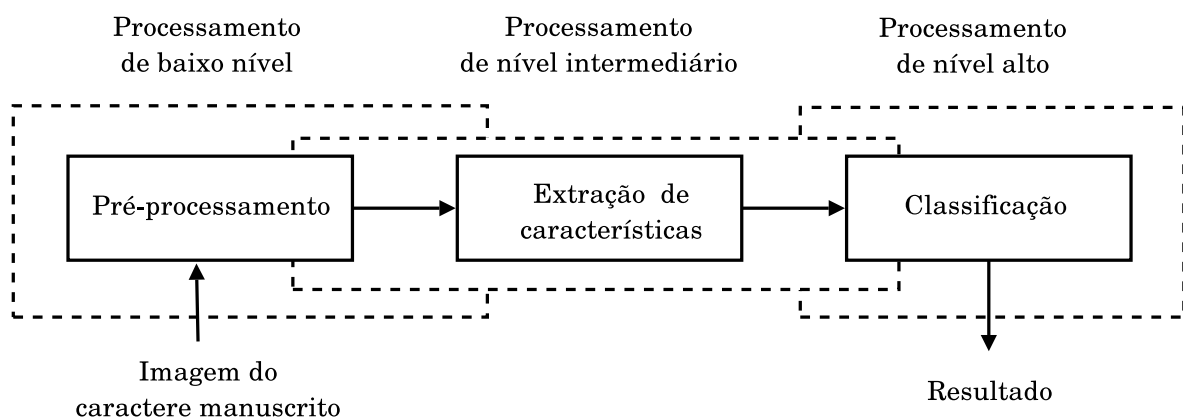 Processamento
de baixo nível
Processamento
de nível intermediário
Processamento
de nível alto
Pré-processamento
Extração de
características
Classificação
Imagem do
caractere manuscrito
Resultado